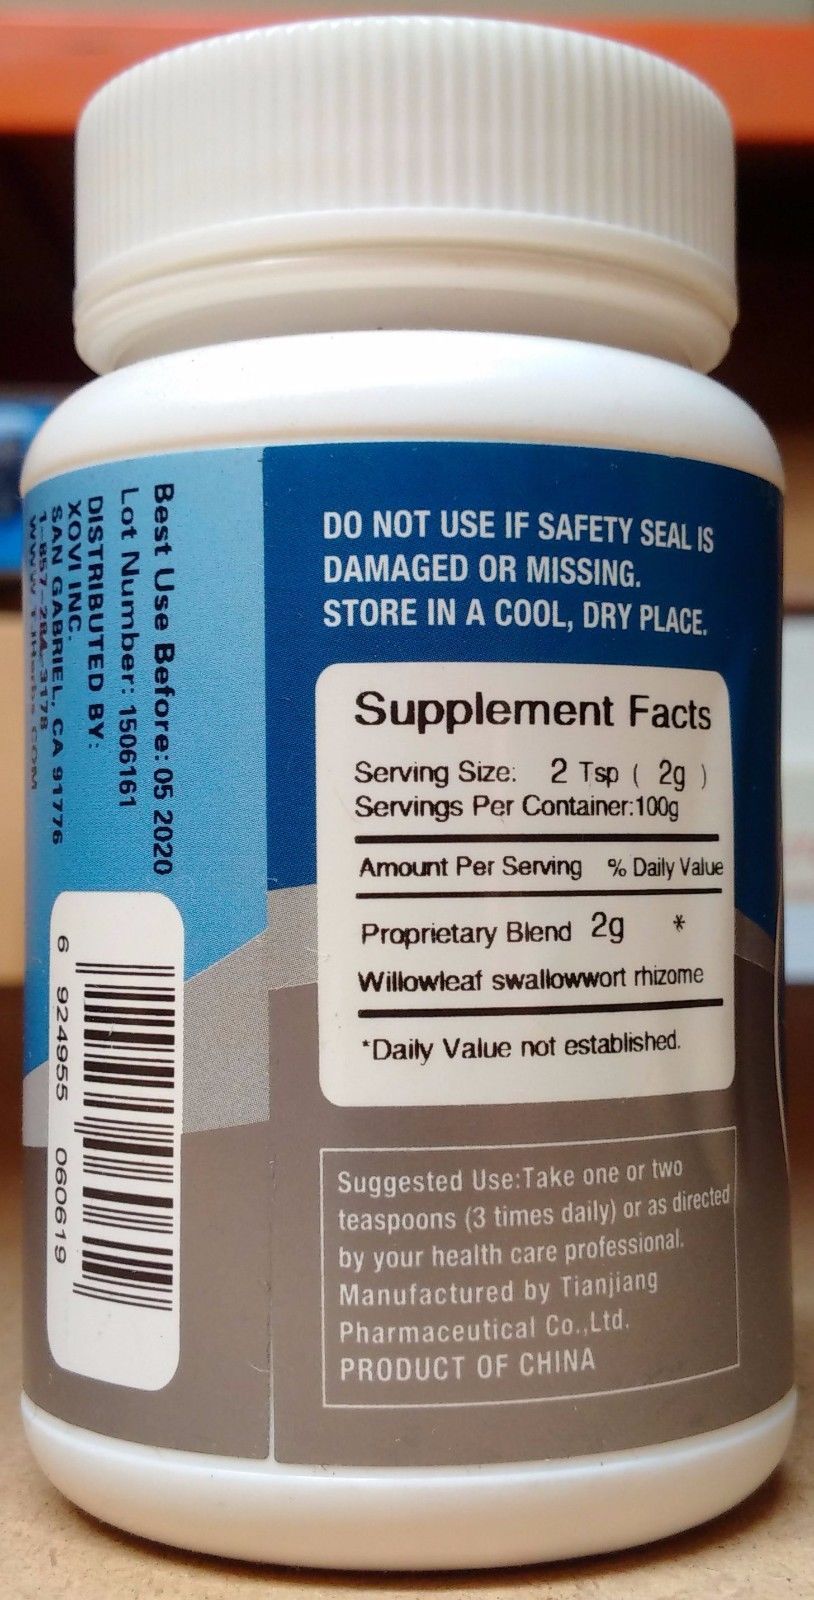 DO NOT USE IF SAFETY SEAL IS
DAMAGED OR MISSING.
STORE IN A COOL, DRY PLACE.
Supplement Facts
Serving Size: 2 Tsp ( 2g )
Servings Per Container:100g
Amount Per Serving % Daily Value
Proprietary Blend 2g *
Willowleaf swallowwort rhizome
*Daily Value not established.
Suggested Use:Take one or two
teaspoons (3 times daily) or as directed
by your health care professional.
Manufactured by Tianjiang
Pharmaceutical Co.,Ltd.
PRODUCT OF CHINA
Best Use Before: 05 2020
Lot Number: 1506161
DISTRIBUTED BY:
XOVI INC.
SAN GABRIEL, CA 91776
1-857-284-3178
6 924955 060619